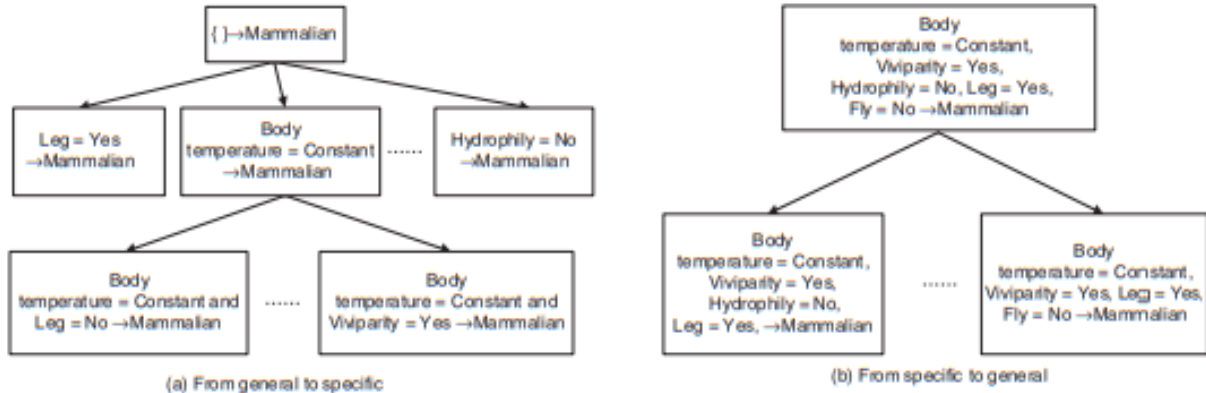 { }→Mammalian
Leg = Yes
→Mammalian
Body
temperature = Constant
→Mammalian
......
Hydrophily = No
→Mammalian
Body
temperature = Constant and
Leg = No →Mammalian
......
Body
temperature = Constant and
Viviparity = Yes →Mammalian
(a) From general to specific
Body
temperature = Constant,
Viviparity = Yes,
Hydrophily = No, Leg = Yes,
Fly = No →Mammalian
Body
temperature = Constant,
Viviparity = Yes,
Hydrophily = No,
Leg = Yes, →Mammalian
......
Body
temperature = Constant,
Viviparity = Yes, Leg = Yes,
Fly = No →Mammalian
(b) From specific to general